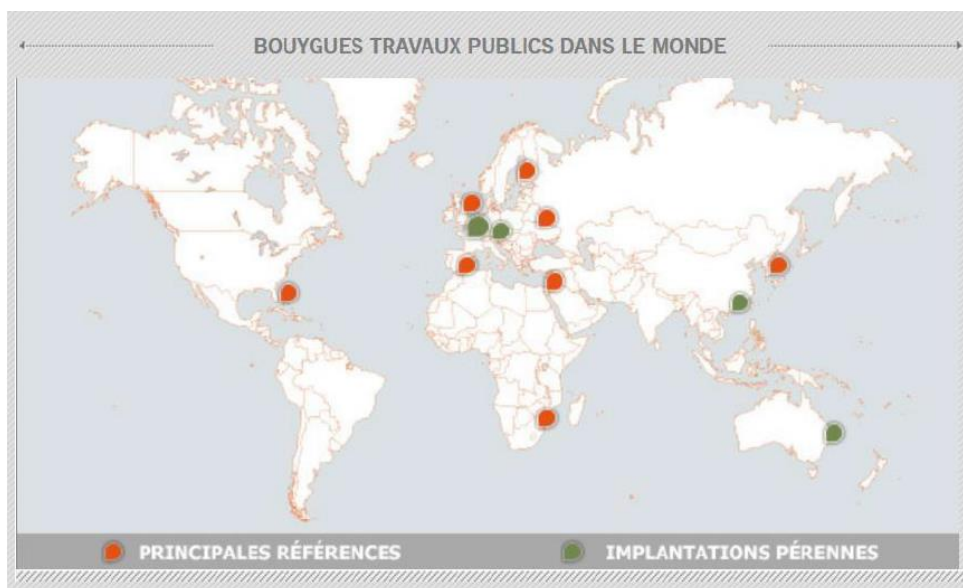 BOUYGUES TRAVAUX PUBLICS DANS LE MONDE
PRINCIPALES RÉFÉRENCES
IMPLANTATIONS PÉRENNES